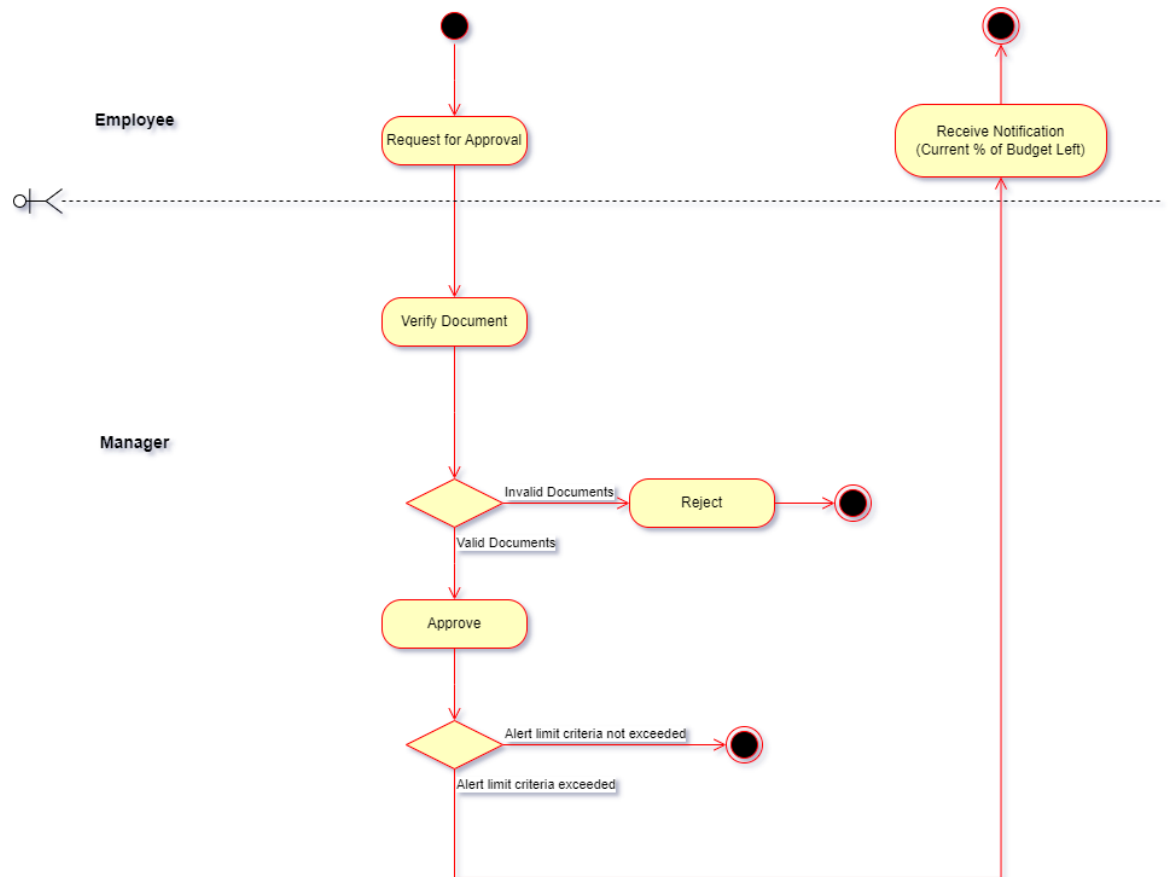 Employee
Request for Approval
Receive Notification
(Current % of Budget Left)
Verify Document
Manager
Invalid Documents
Reject
Valid Documents
Approve
Alert limit criteria not exceeded
Alert limit criteria exceeded